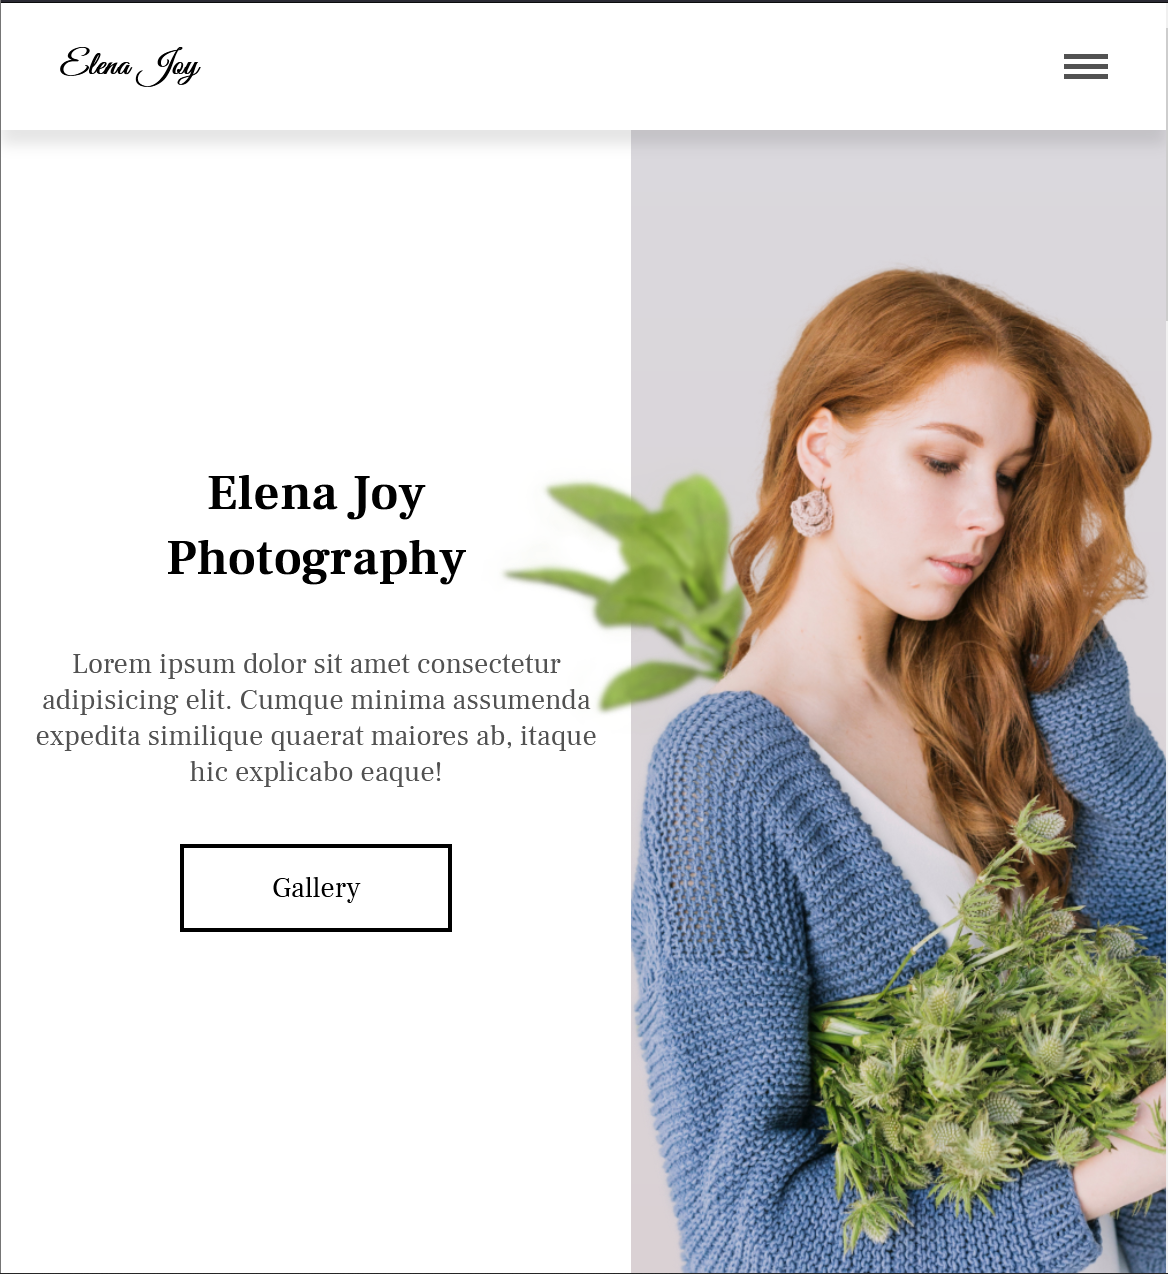 Elena Joy
Elena Joy
Photography
Lorem ipsum dolor sit amet consectetur
adipisicing elit. Cumque minima assumenda
expedita similique quaerat maiores ab, itaque
hic explicabo eaque!
Gallery